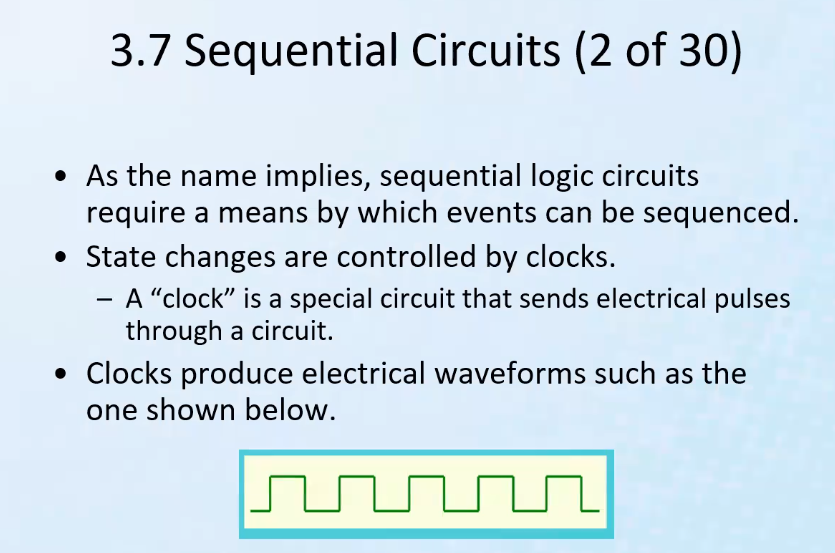 3.7 Sequential Circuits (2 of 30)
• As the name implies, sequential logic circuits
require a means by which events can be sequenced.
• State changes are controlled by clocks.
– A “clock” is a special circuit that sends electrical pulses
through a circuit.
• Clocks produce electrical waveforms such as the
one shown below.